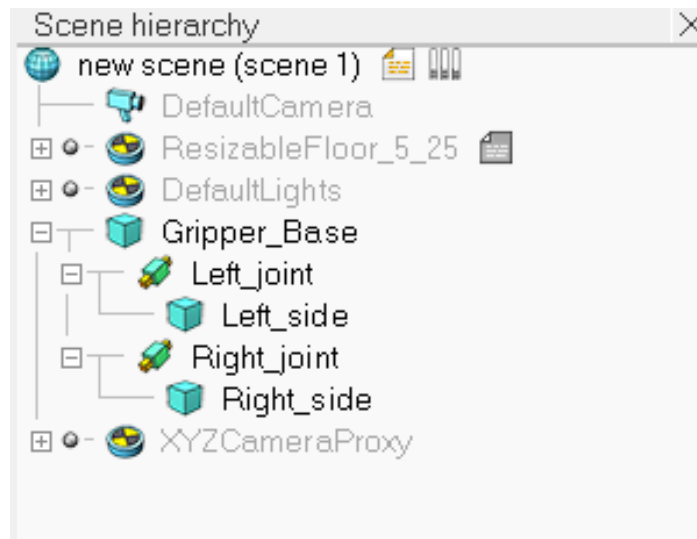 Scene hierarchy
new scene (scene 1)
DefaultCamera
ResizableFloor_5_25
DefaultLights
Gripper_Base
Left_joint
Left_side
Right_joint
Right_side
XYZCameraProxy